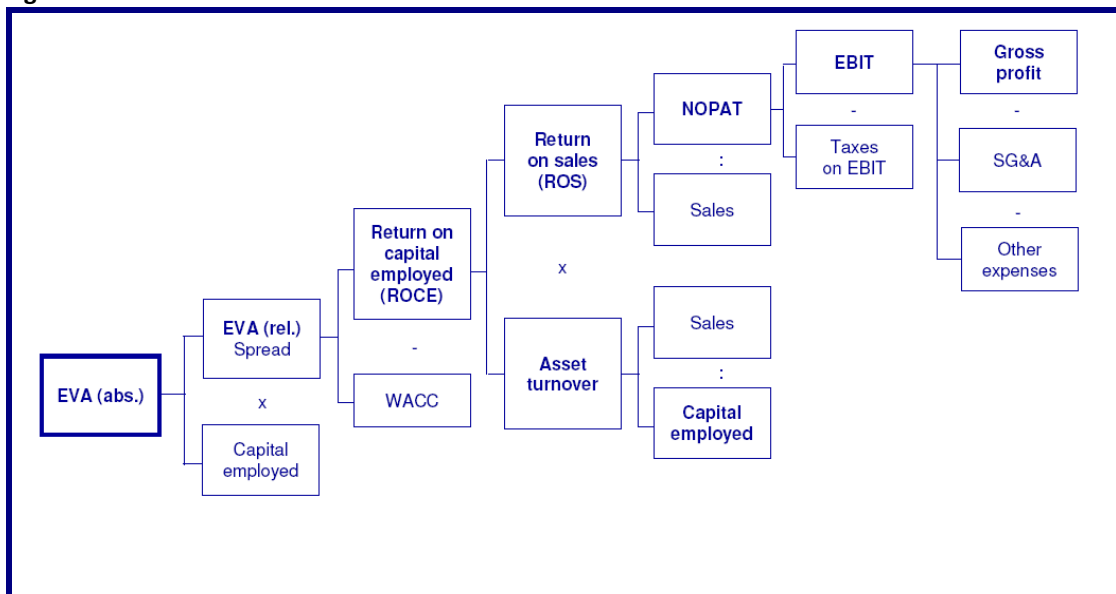 EBIT
Gross
profit
-
-
Taxes
on EBIT
SG&A
-
Other
expenses
NOPAT
:
Sales
Return
on sales
(ROS)
x
Sales
:
Capital
employed
Asset
turnover
Return on
capital
employed
(ROCE)
-
WACC
EVA (rel.)
Spread
x
Capital
employed
EVA (abs.)